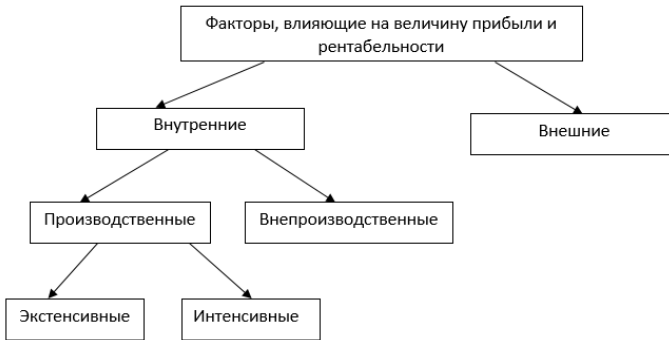 Факторы, влияющие на величину прибыли и
рентабельности
Внутренние
Внешние
Производственные
Внепроизводственные
Экстенсивные
Интенсивные